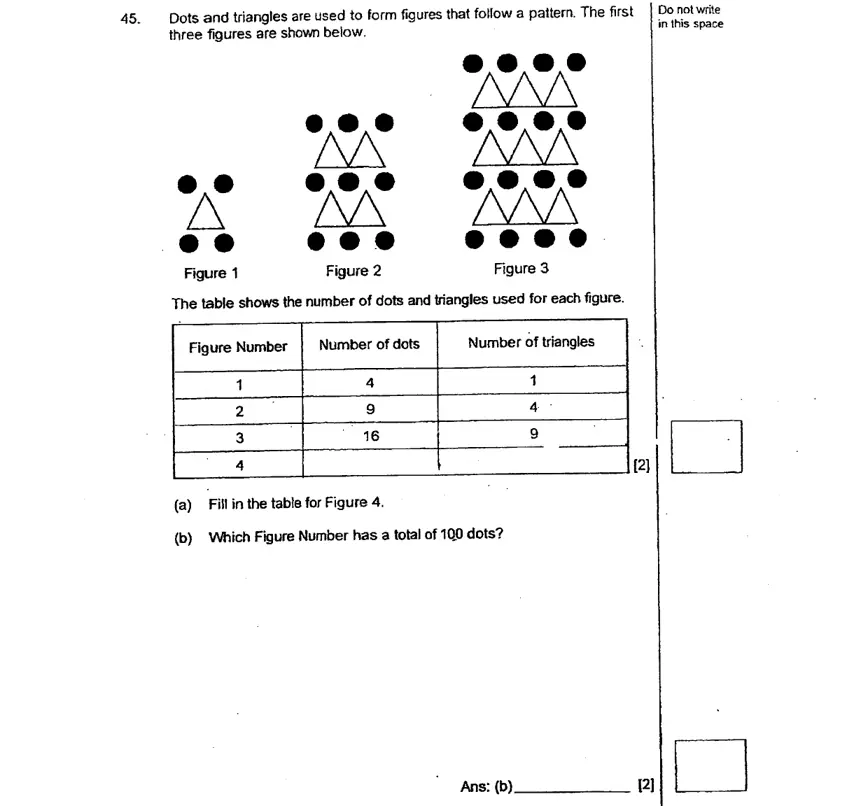 45. Dots and triangles are used to form figures that follow a pattern. The first
three figures are shown below.
Do not write
in this space
Figure 1 Figure 2 Figure 3
The table shows the number of dots and triangles used for each figure.
Figure Number Number of dots Number of triangles
1 4 1
2 9 4
3 16 9
4
[2]
(a) Fill in the table for Figure 4.
(b) Which Figure Number has a total of 100 dots?
Ans: (b)____________ [2]